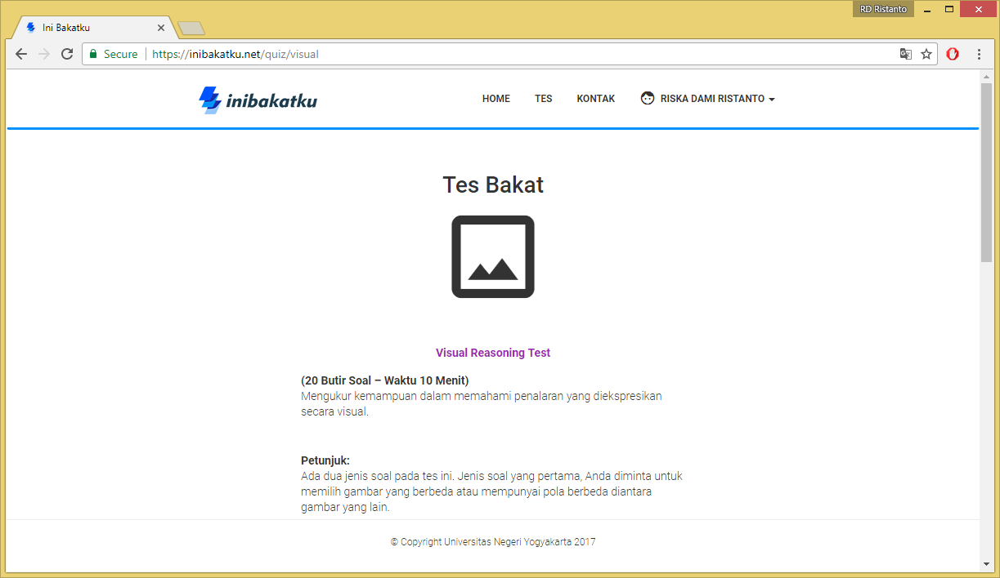 RD Ristanto
Ini Bakatku
Secure
https://inibakatku.net/quiz/visual
inibakatku
HOME
TES
KONTAK
RISKA DAMI RISTANTO
Tes Bakat
Visual Reasoning Test
(20 Butir Soal – Waktu 10 Menit)
Mengukur kemampuan dalam memahami penalaran yang diekspresikan
secara visual.
Petunjuk:
Ada dua jenis soal pada tes ini. Jenis soal yang pertama, Anda diminta untuk
memilih gambar yang berbeda atau mempunyai pola berbeda diantara
gambar yang lain.
© Copyright Universitas Negeri Yogyakarta 2017